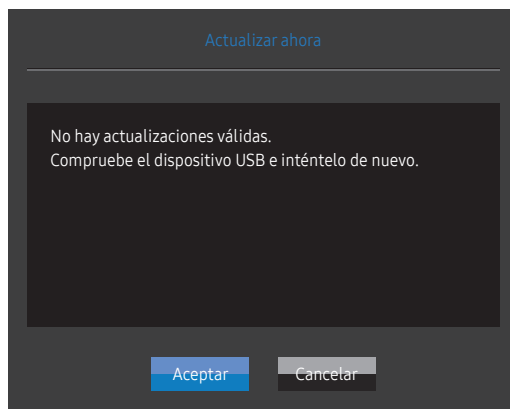 Actualizar ahora
No hay actualizaciones válidas.
Compruebe el dispositivo USB e inténtelo de nuevo.
Aceptar
Cancelar